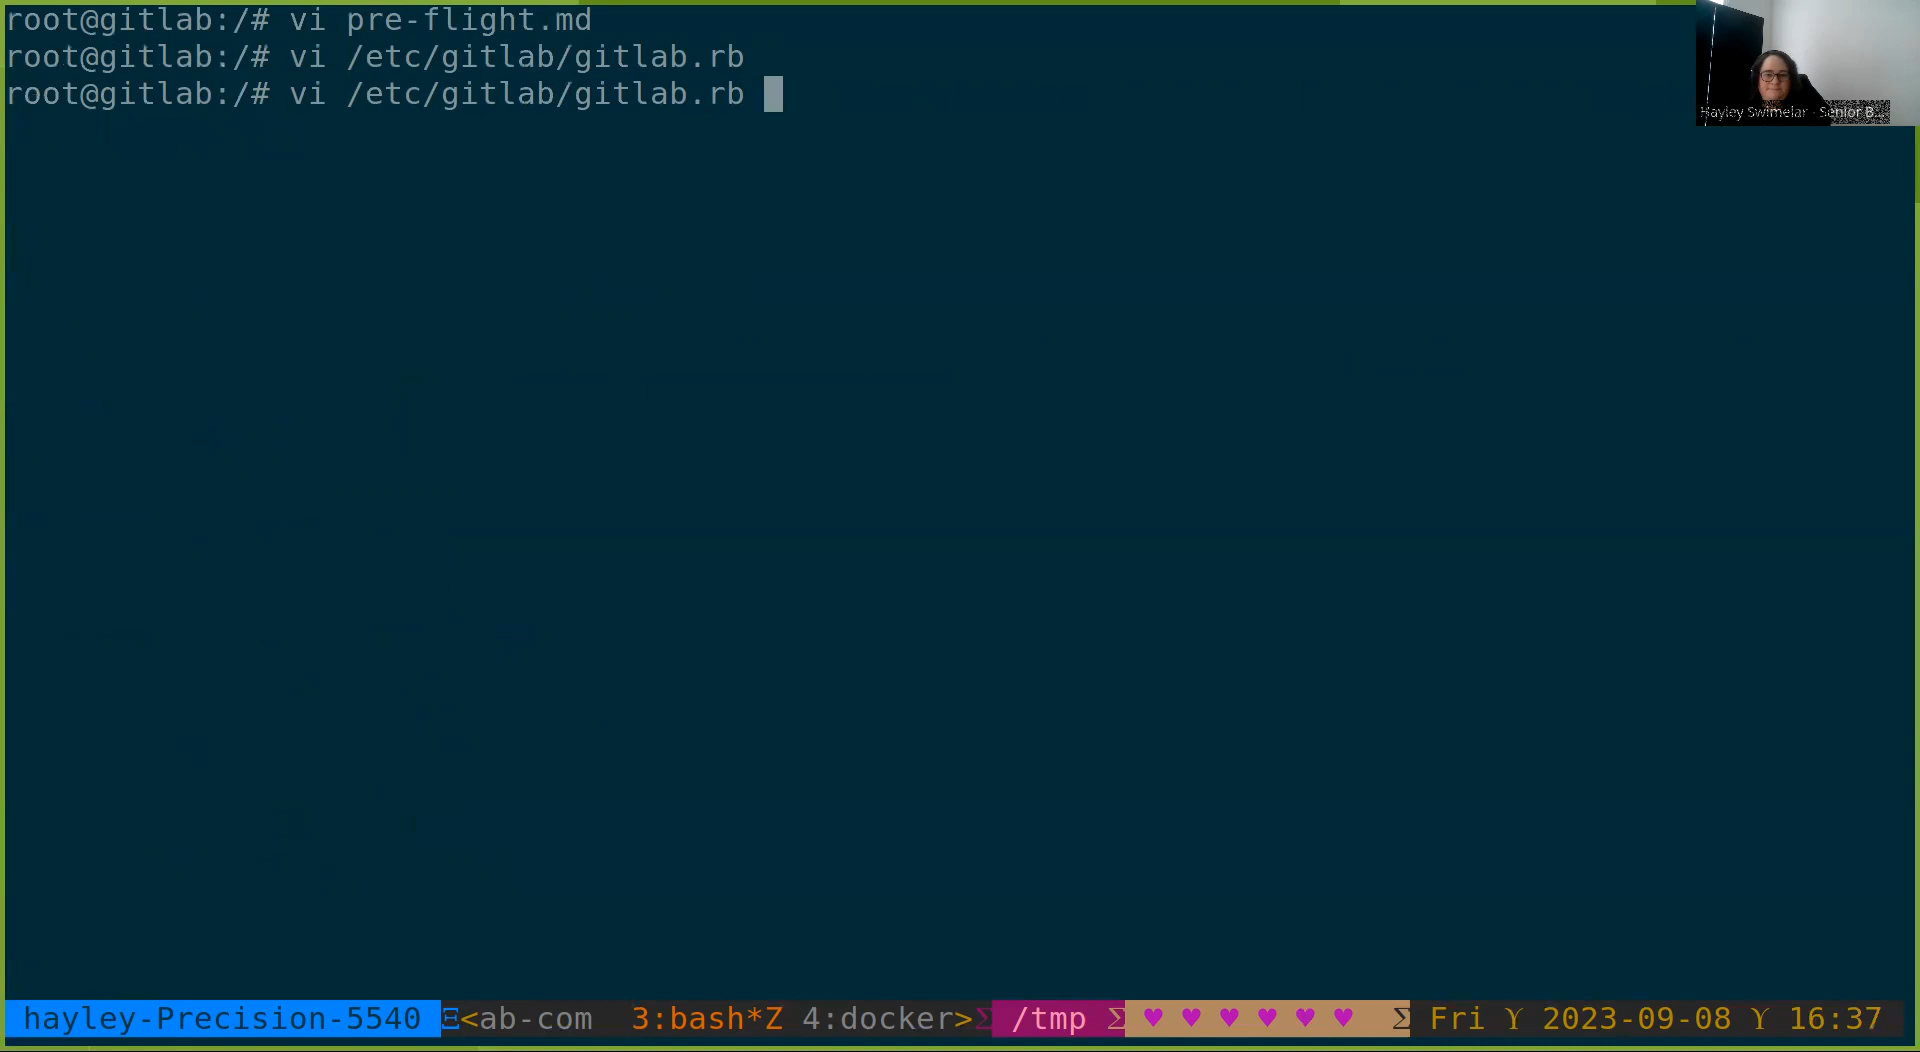 root@gitlab:/# vi pre-flight.md
root@gitlab:/# vi /etc/gitlab/gitlab.rb
root@gitlab:/# vi /etc/gitlab/gitlab.rb
Hayley Swimelar - Senior B...
hayley-Precision-5540 Ξ<ab-com 3:bash*Z 4:docker>Σ /tmp Σ ♥ ♥ ♥ ♥ ♥ ♥ Σ Fri ϒ 2023-09-08 ϒ 16:37